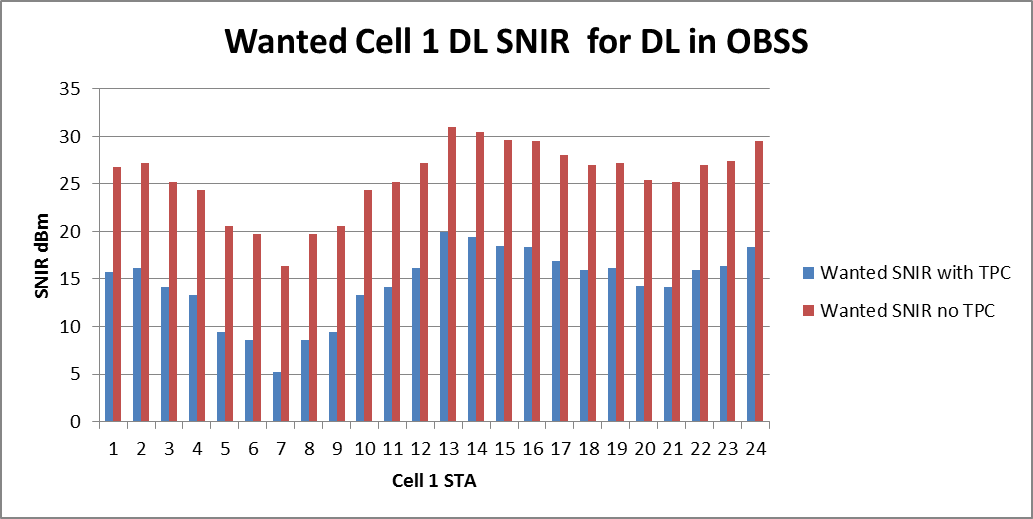 Wanted Cell 1 DL SNIR  for DL in OBSS
35
30
25
20
15
10
5
0
SNIR dBm
1 2 3 4 5 6 7 8 9 10 11 12 13 14 15 16 17 18 19 20 21 22 23 24
Cell 1 STA
Wanted SNIR with TPC
Wanted SNIR no TPC